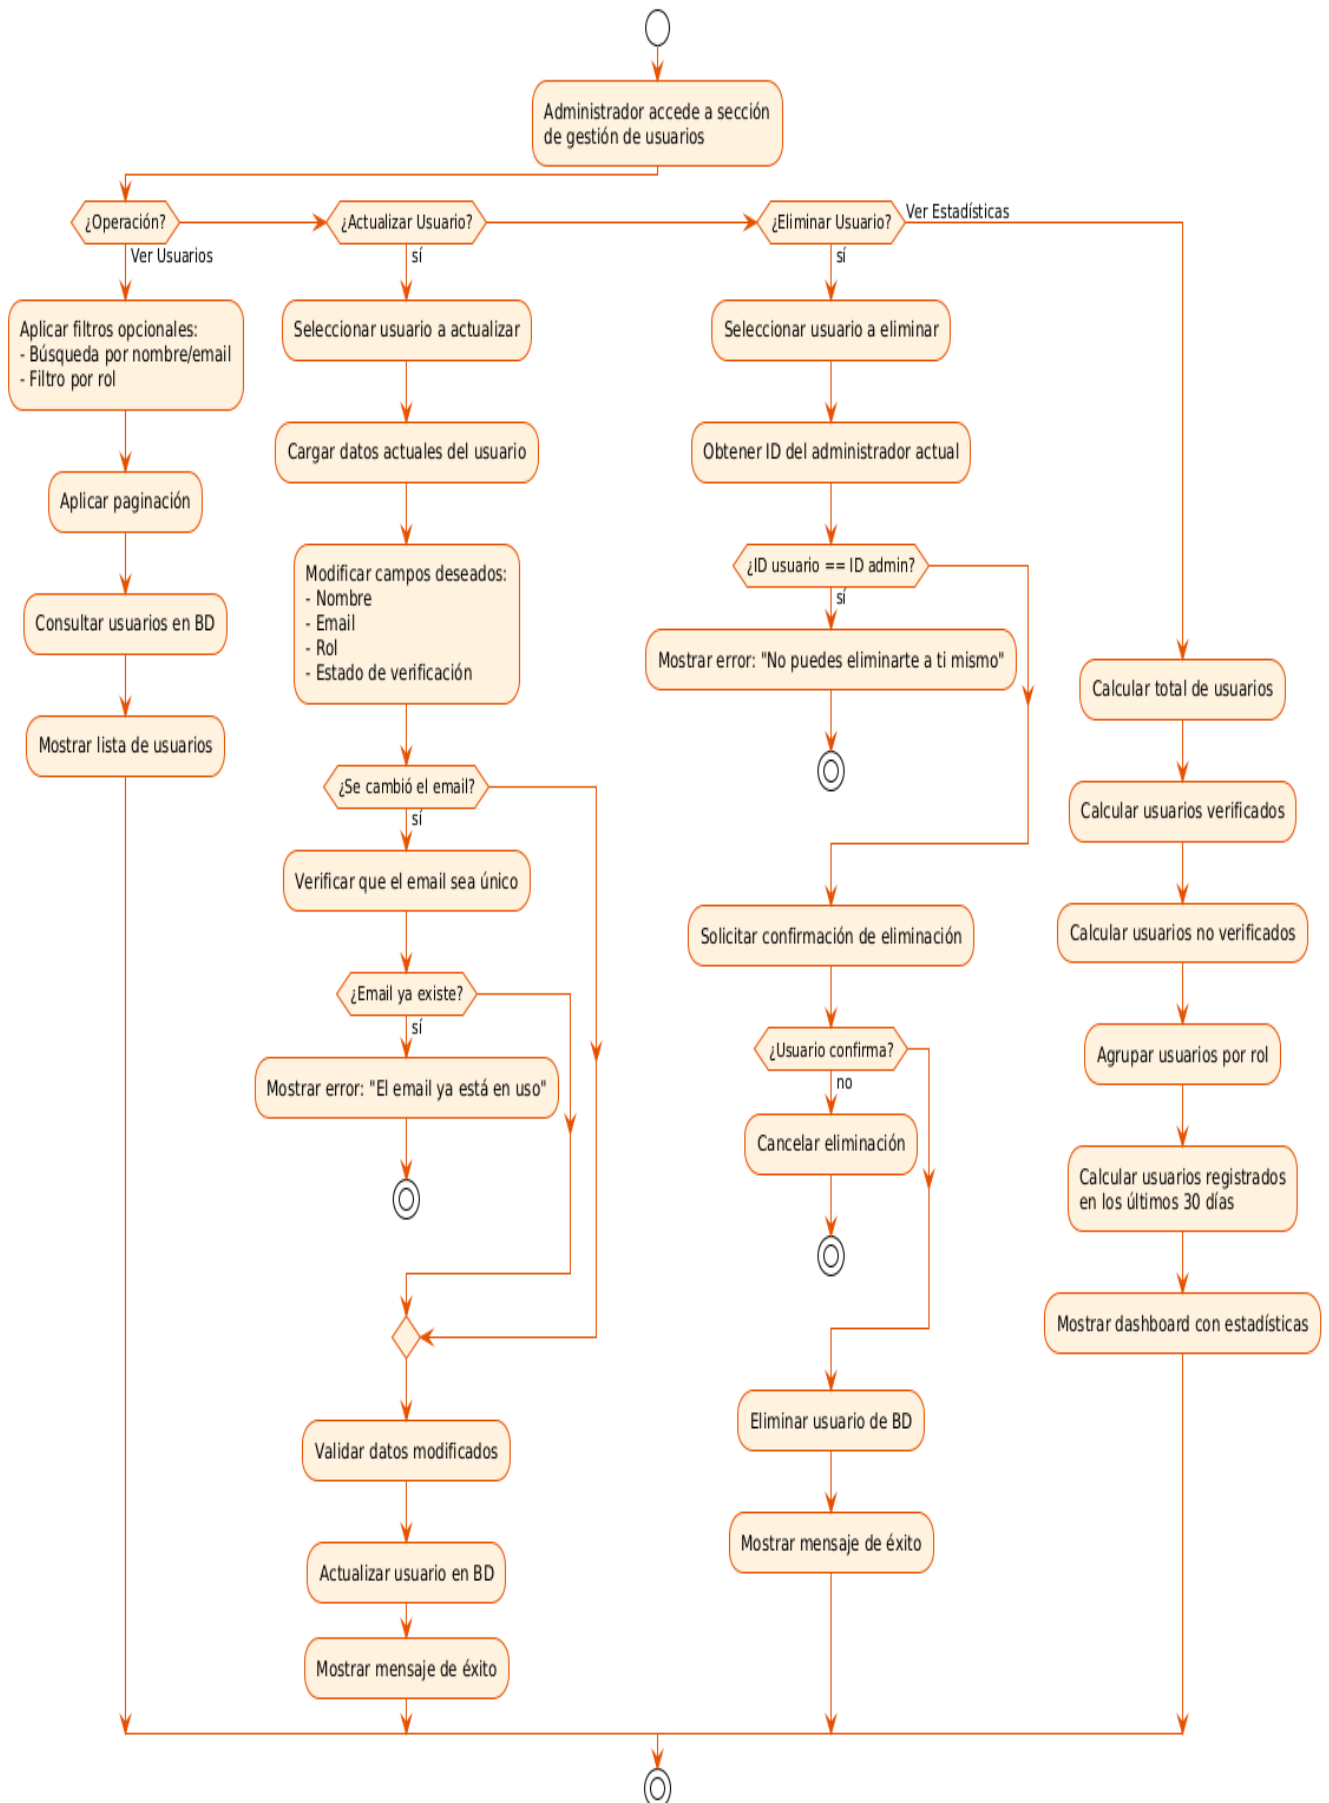 Administrador accede a sección
de gestión de usuarios
¿Operación?
Ver Usuarios
Aplicar filtros opcionales:
- Búsqueda por nombre/email
- Filtro por rol
Aplicar paginación
Consultar usuarios en BD
Mostrar lista de usuarios
¿Actualizar Usuario?
sí
Seleccionar usuario a actualizar
Cargar datos actuales del usuario
Modificar campos deseados:
- Nombre
- Email
- Rol
- Estado de verificación
¿Se cambió el email?
sí
Verificar que el email sea único
¿Email ya existe?
sí
Mostrar error: "El email ya está en uso"
Validar datos modificados
Actualizar usuario en BD
Mostrar mensaje de éxito
¿Eliminar Usuario?
sí
Seleccionar usuario a eliminar
Obtener ID del administrador actual
¿ID usuario == ID admin?
sí
Mostrar error: "No puedes eliminarte a ti mismo"
Solicitar confirmación de eliminación
¿Usuario confirma?
no
Cancelar eliminación
Eliminar usuario de BD
Mostrar mensaje de éxito
Ver Estadísticas
Calcular total de usuarios
Calcular usuarios verificados
Calcular usuarios no verificados
Agrupar usuarios por rol
Calcular usuarios registrados
en los últimos 30 días
Mostrar dashboard con estadísticas